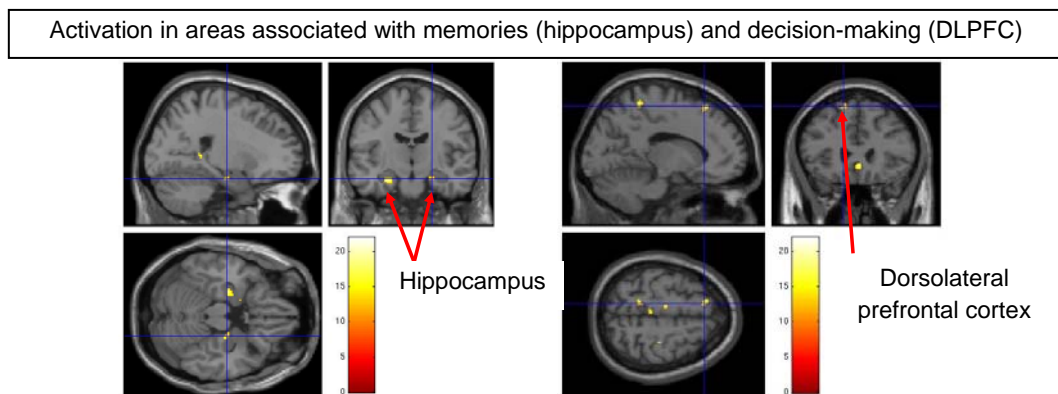 Activation in areas associated with memories (hippocampus) and decision-making (DLPFC)
20
15
10
5
0
Hippocampus
20
15
10
5
0
Dorsolateral
prefrontal cortex